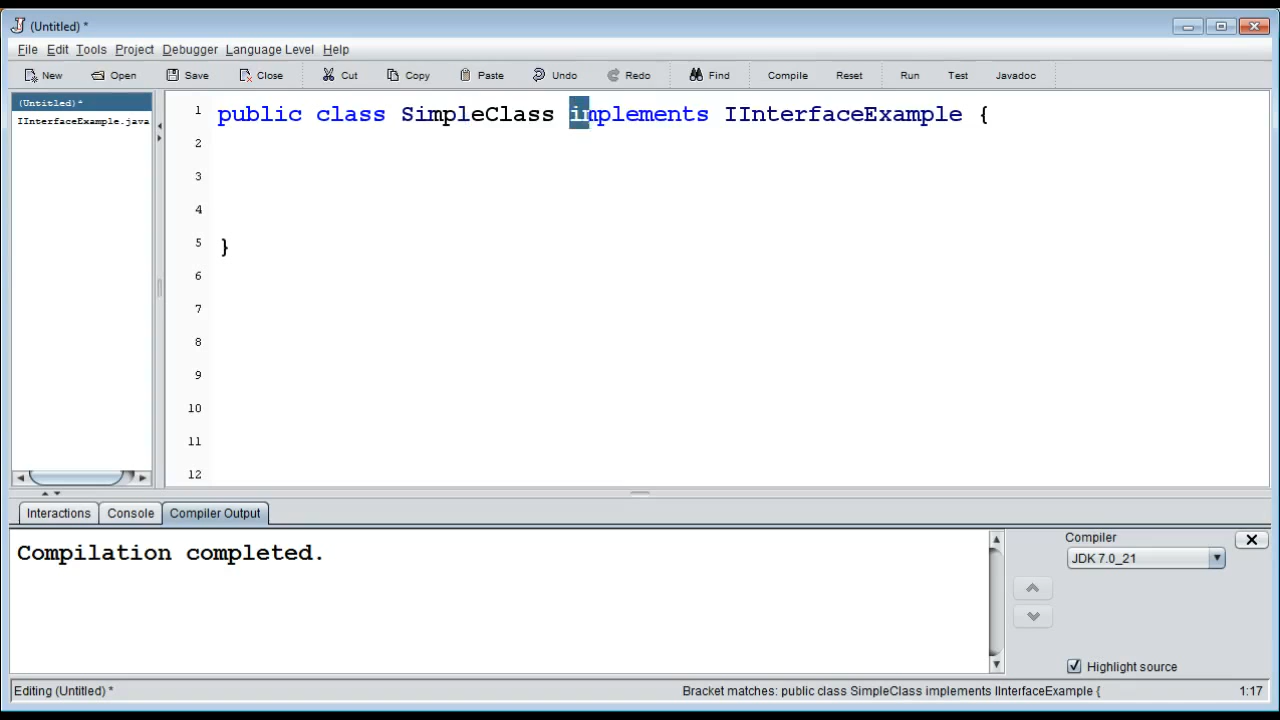 (Untitled) *
File Edit Tools Project Debugger Language Level Help
New Open Save Close Cut Copy Paste Undo Redo Find Compile Reset Run Test Javadoc
(Untitled)*
IInterfaceExample.java
1 public class SimpleClass implements IInterfaceExample {
2
3
4
5 }
6
7
8
9
10
11
12
Interactions Console Compiler Output
Compilation completed.
Compiler
JDK 7.0_21
Highlight source
Editing (Untitled) * Bracket matches: public class SimpleClass implements IInterfaceExample { 1:17